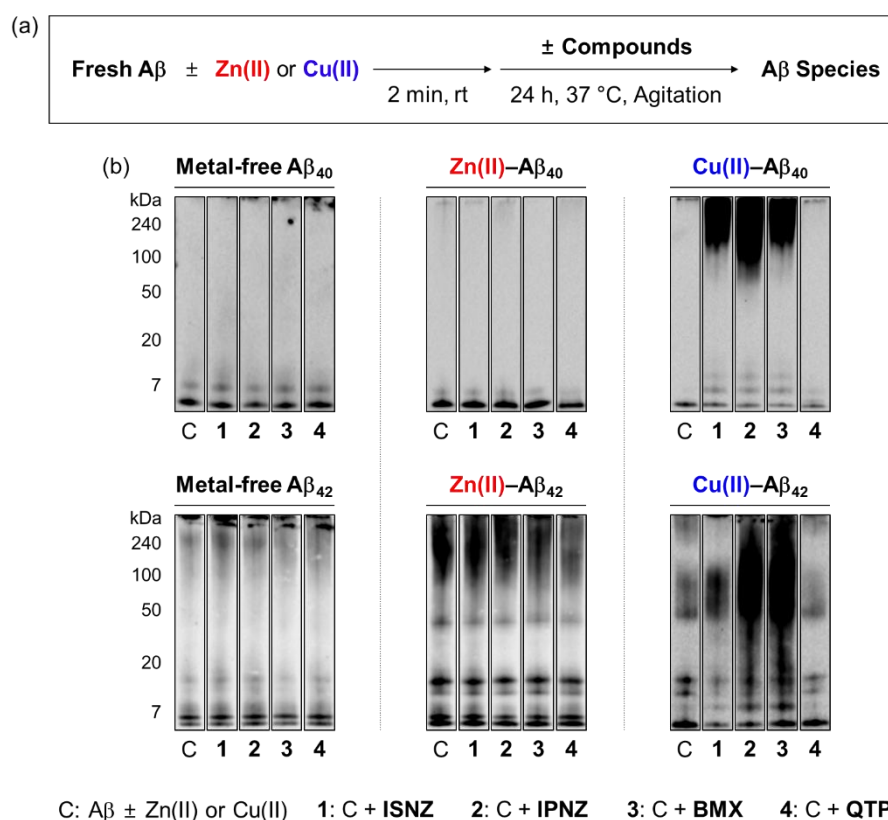 (a)
Fresh Aβ ± Zn(II) or Cu(II) 2 min, rt ± Compounds 24 h, 37 °C, Agitation Aβ Species
(b)
Metal-free Aβ40 Zn(II)–Aβ40 Cu(II)–Aβ40
kDa
240
100
50
20
7
C 1 2 3 4 C 1 2 3 4 C 1 2 3 4
Metal-free Aβ42 Zn(II)–Aβ42 Cu(II)–Aβ42
kDa
240
100
50
20
7
C 1 2 3 4 C 1 2 3 4 C 1 2 3 4
C: Aβ ± Zn(II) or Cu(II) 1: C + ISNZ 2: C + IPNZ 3: C + BMX 4: C + QTP